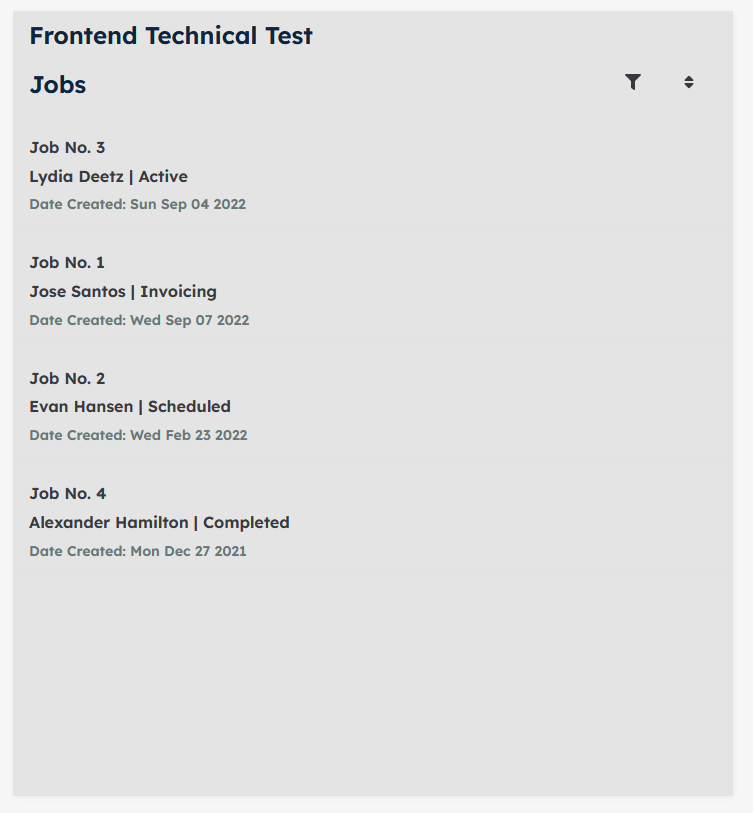 Frontend Technical Test
Jobs
Job No. 3
Lydia Deetz | Active
Date Created: Sun Sep 04 2022
Job No. 1
Jose Santos | Invoicing
Date Created: Wed Sep 07 2022
Job No. 2
Evan Hansen | Scheduled
Date Created: Wed Feb 23 2022
Job No. 4
Alexander Hamilton | Completed
Date Created: Mon Dec 27 2021